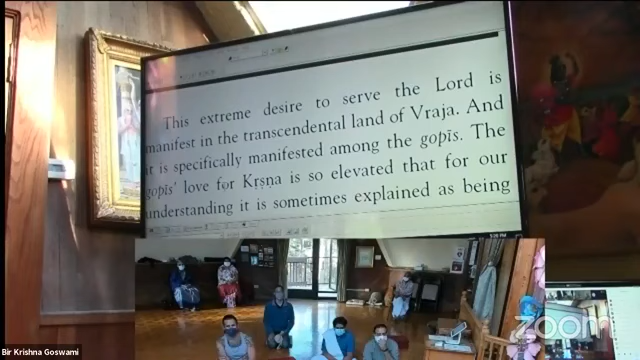 This extreme desire to serve the Lord is
manifest in the transcendental land of Vraja. And
it is specifically manifested among the gopīs. The
gopīs' love for Kṛṣṇa is so elevated that for our
understanding it is sometimes explained as being
Bir Krishna Goswami
zoom